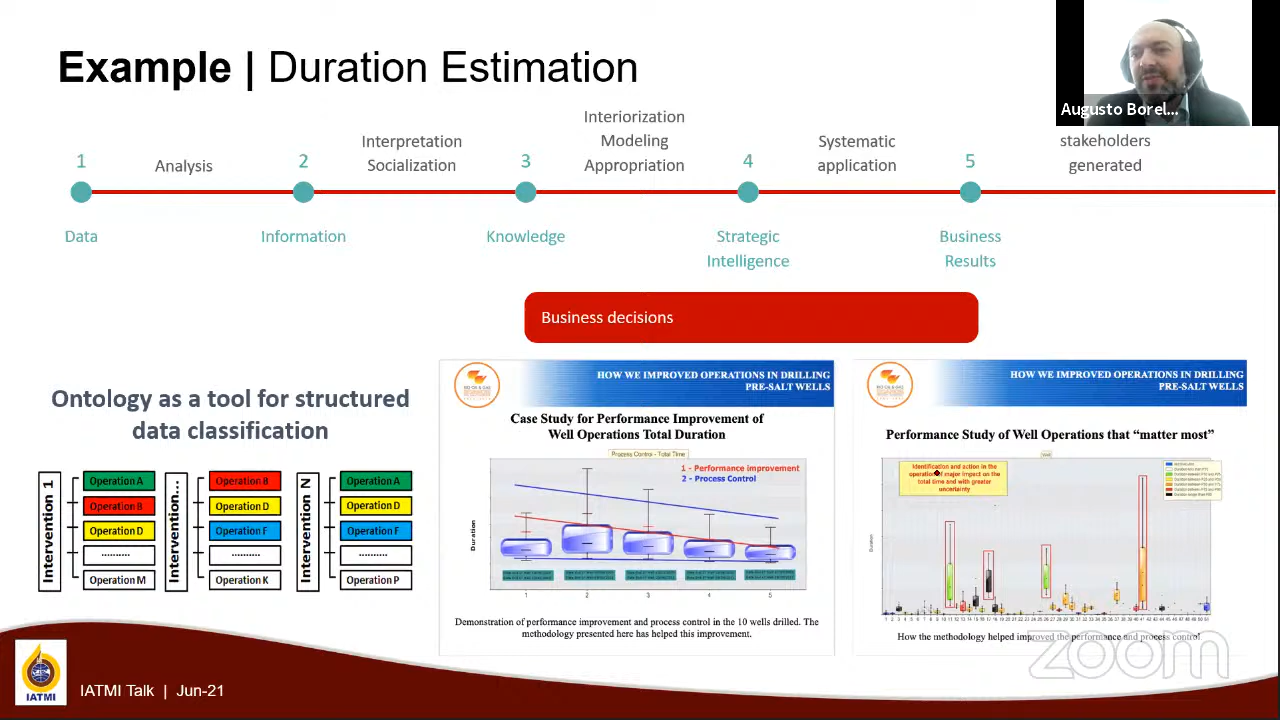 Example | Duration Estimation
Augusto Borel...
1
Analysis
2
Interpretation
Socialization
3
Interiorization
Modeling
Appropriation
4
Systematic
application
5
stakeholders
generated
Data
Information
Knowledge
Strategic
Intelligence
Business
Results
Business decisions
Ontology as a tool for structured
data classification
Intervention 1
Operation A
Operation B
Operation D
..........
Operation M
Intervention...
Operation B
Operation D
Operation F
..........
Operation K
Intervention N
Operation A
Operation D
Operation F
..........
Operation P
HOW WE IMPROVED OPERATIONS IN DRILLING
PRE-SALT WELLS
Case Study for Performance Improvement of
Well Operations Total Duration
Process Control - Total Time
1 - Performance improvement
2 - Process Control
Duration
1 2 3 4 5
Demonstration of performance improvement and process control in the 10 wells drilled. The
methodology presented here has helped this improvement.
HOW WE IMPROVED OPERATIONS IN DRILLING
PRE-SALT WELLS
Performance Study of Well Operations that “matter most”
Identification and action in the
operation of major impact on the
total time and with greater
uncertainty
Duration
How the methodology helped improved the performance and process control
zoom
IATMI
IATMI Talk | Jun-21